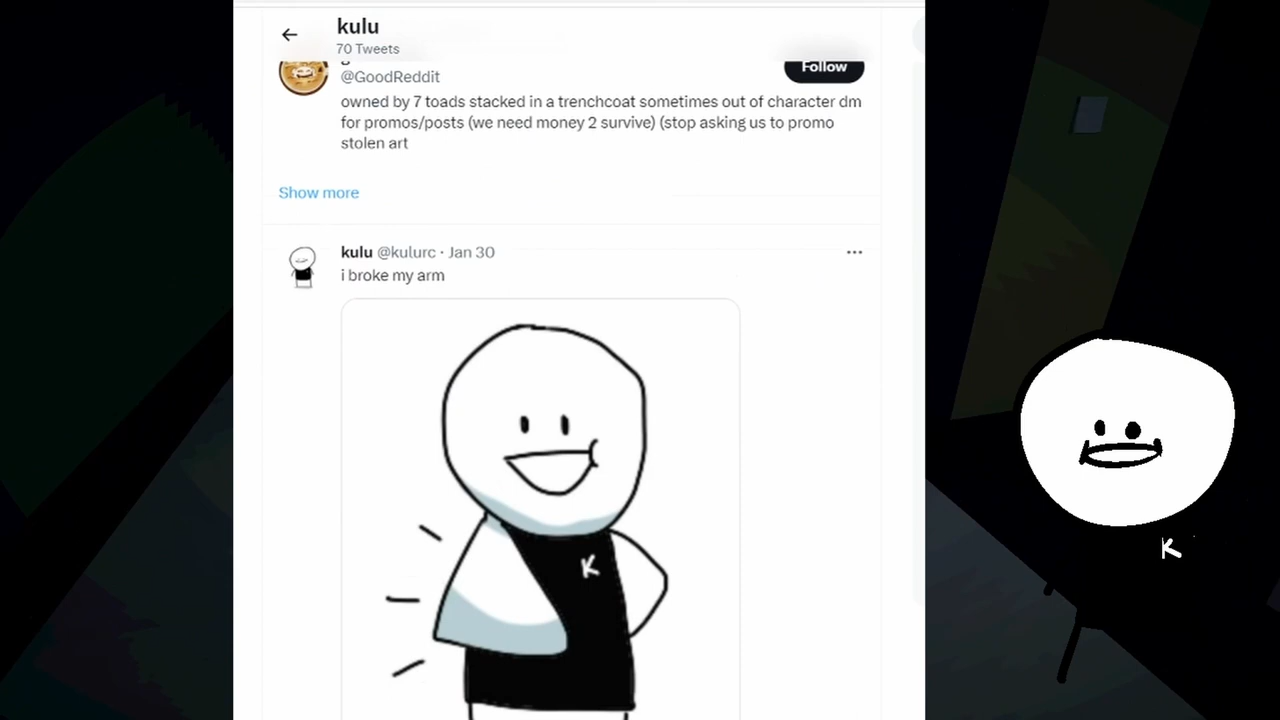 kulu
70 Tweets
@GoodReddit
Follow
owned by 7 toads stacked in a trenchcoat sometimes out of character dm
for promos/posts (we need money 2 survive) (stop asking us to promo
stolen art
Show more
kulu @kulurc · Jan 30
i broke my arm
K
K